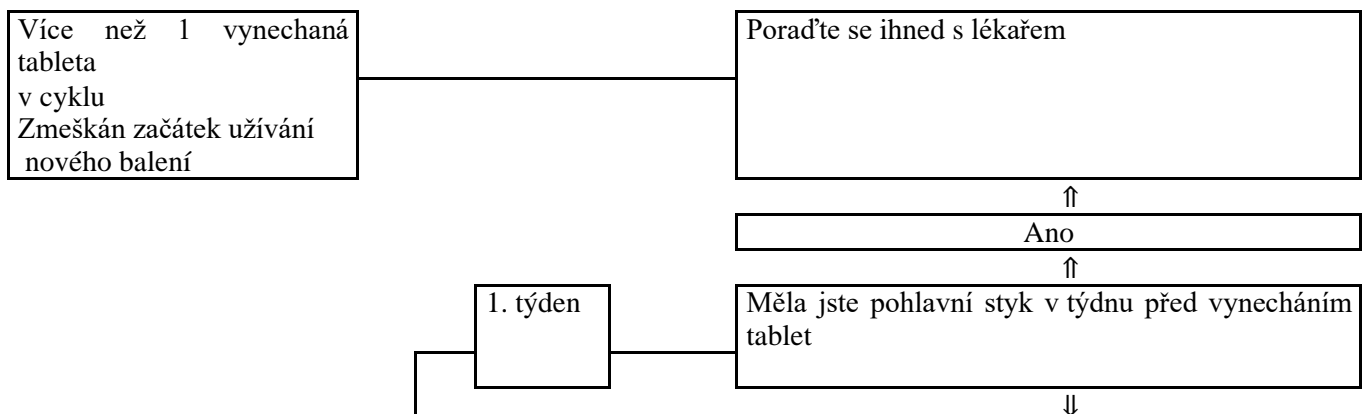 Více než 1 vynechaná
tableta
v cyklu
Zmeškán začátek užívání
nového balení
Poraďte se ihned s lékařem
⇑
Ano
⇑
1. týden
Měla jste pohlavní styk v týdnu před vynecháním
tablet
⇓